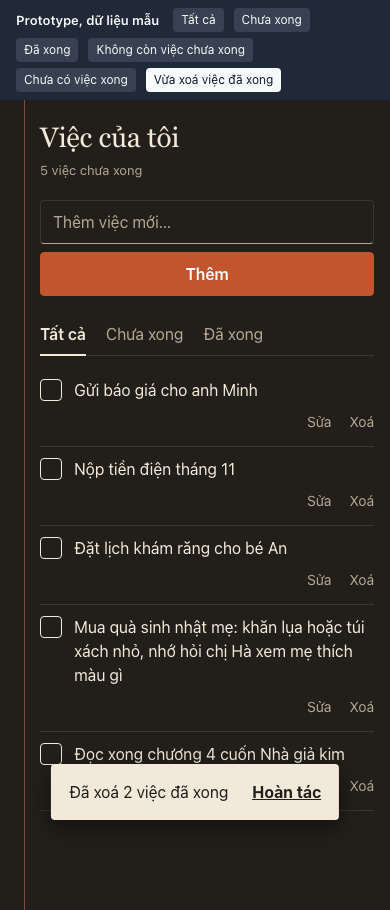 Prototype, dữ liệu mẫu Tất cả Chưa xong
Đã xong Không còn việc chưa xong
Chưa có việc xong Vừa xoá việc đã xong
Việc của tôi
5 việc chưa xong
Thêm việc mới...
Thêm
Tất cả Chưa xong Đã xong
Gửi báo giá cho anh Minh
Sửa Xoá
Nộp tiền điện tháng 11
Sửa Xoá
Đặt lịch khám răng cho bé An
Sửa Xoá
Mua quà sinh nhật mẹ: khăn lụa hoặc túi
xách nhỏ, nhớ hỏi chị Hà xem mẹ thích
màu gì
Sửa Xoá
Đọc xong chương 4 cuốn Nhà giả kim
Xoá
Đã xoá 2 việc đã xong Hoàn tác